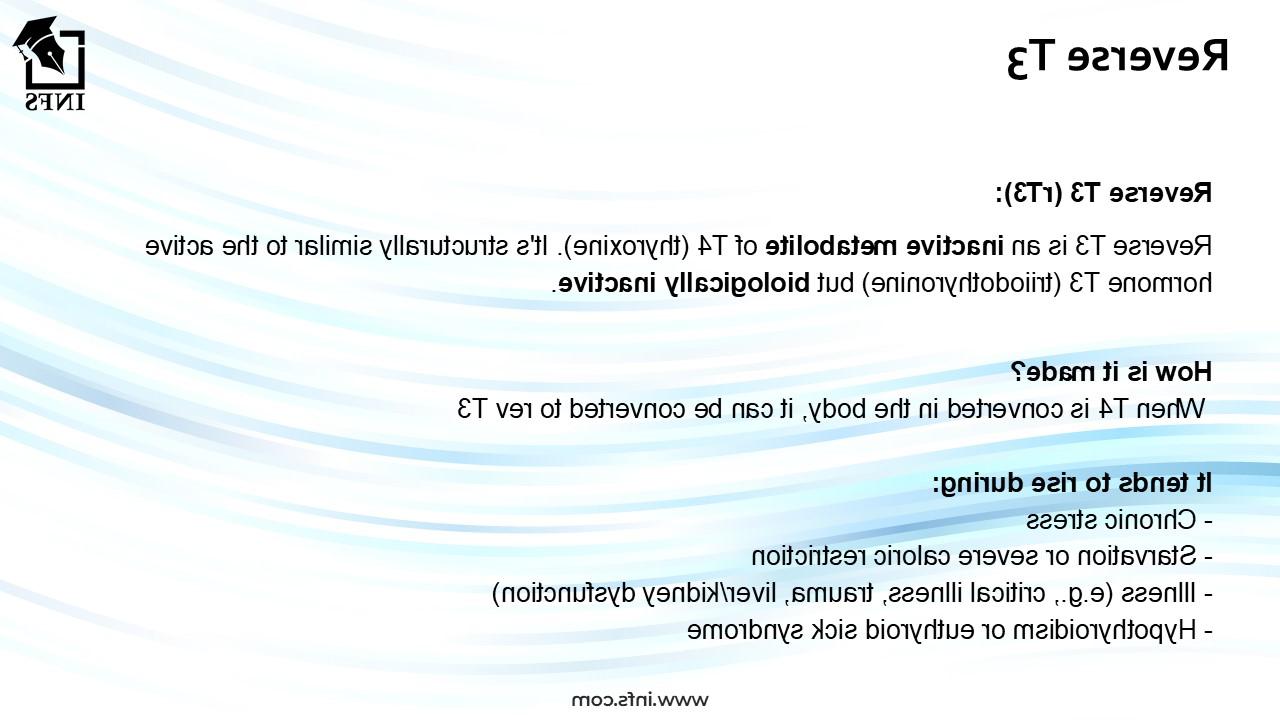 Reverse T3
INFS
Reverse T3 (rT3):
Reverse T3 is an inactive metabolite of T4 (thyroxine). It's structurally similar to the active
hormone T3 (triiodothyronine) but biologically inactive.
How is it made?
When T4 is converted in the body, it can be converted to rev T3
It tends to rise during:
- Chronic stress
- Starvation or severe caloric restriction
- Illness (e.g., critical illness, trauma, liver/kidney dysfunction)
- Hypothyroidism or euthyroid sick syndrome
www.infs.com